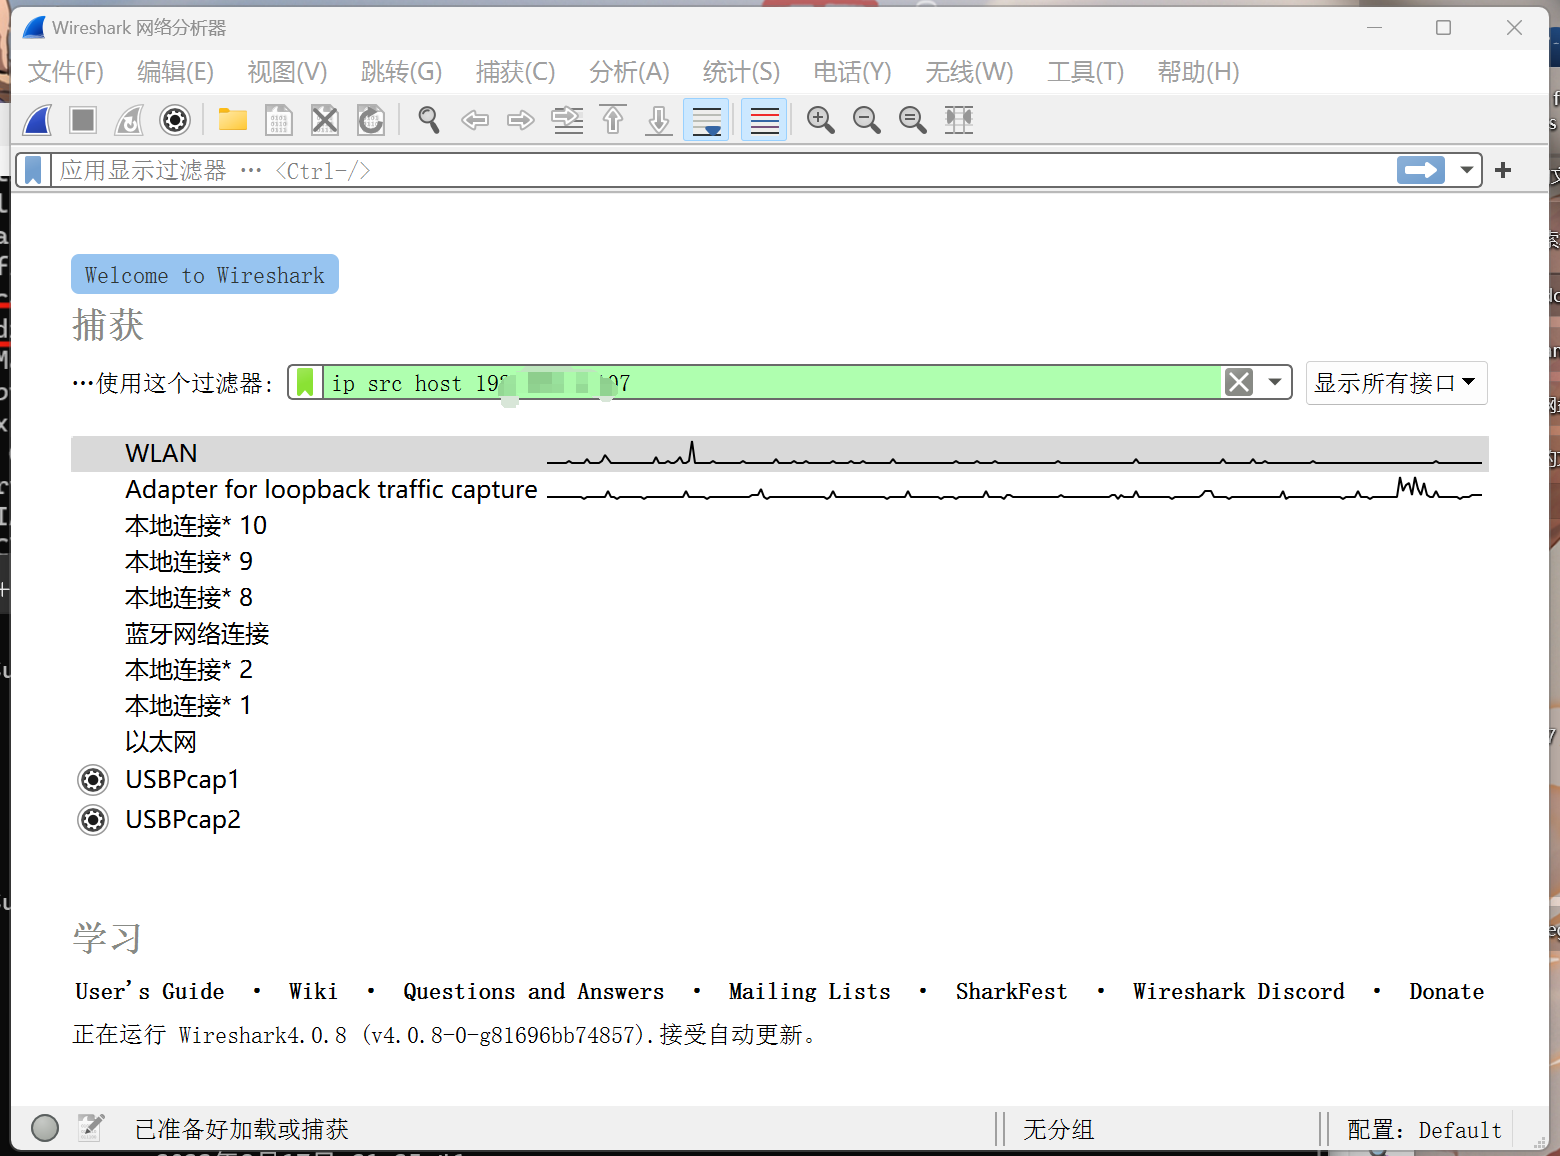 Wireshark 网络分析器
文件(F) 编辑(E) 视图(V) 跳转(G) 捕获(C) 分析(A) 统计(S) 电话(Y) 无线(W) 工具(T) 帮助(H)
应用显示过滤器 … <Ctrl-/>
Welcome to Wireshark
捕获
…使用这个过滤器: ip src host 显示所有接口
WLAN
Adapter for loopback traffic capture
本地连接* 10
本地连接* 9
本地连接* 8
蓝牙网络连接
本地连接* 2
本地连接* 1
以太网
USBPcap1
USBPcap2
学习
User's Guide · Wiki · Questions and Answers · Mailing Lists · SharkFest · Wireshark Discord · Donate
正在运行 Wireshark4.0.8 (v4.0.8-0-g81696bb74857).接受自动更新。
已准备好加载或捕获 无分组 配置: Default